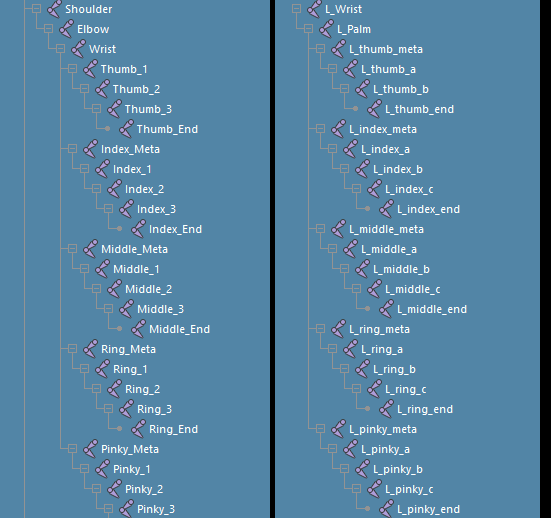 Shoulder
Elbow
Wrist
Thumb_1
Thumb_2
Thumb_3
Thumb_End
Index_Meta
Index_1
Index_2
Index_3
Index_End
Middle_Meta
Middle_1
Middle_2
Middle_3
Middle_End
Ring_Meta
Ring_1
Ring_2
Ring_3
Ring_End
Pinky_Meta
Pinky_1
Pinky_2
Pinky_3
L_Wrist
L_Palm
L_thumb_meta
L_thumb_a
L_thumb_b
L_thumb_end
L_index_meta
L_index_a
L_index_b
L_index_c
L_index_end
L_middle_meta
L_middle_a
L_middle_b
L_middle_c
L_middle_end
L_ring_meta
L_ring_a
L_ring_b
L_ring_c
L_ring_end
L_pinky_meta
L_pinky_a
L_pinky_b
L_pinky_c
L_pinky_end